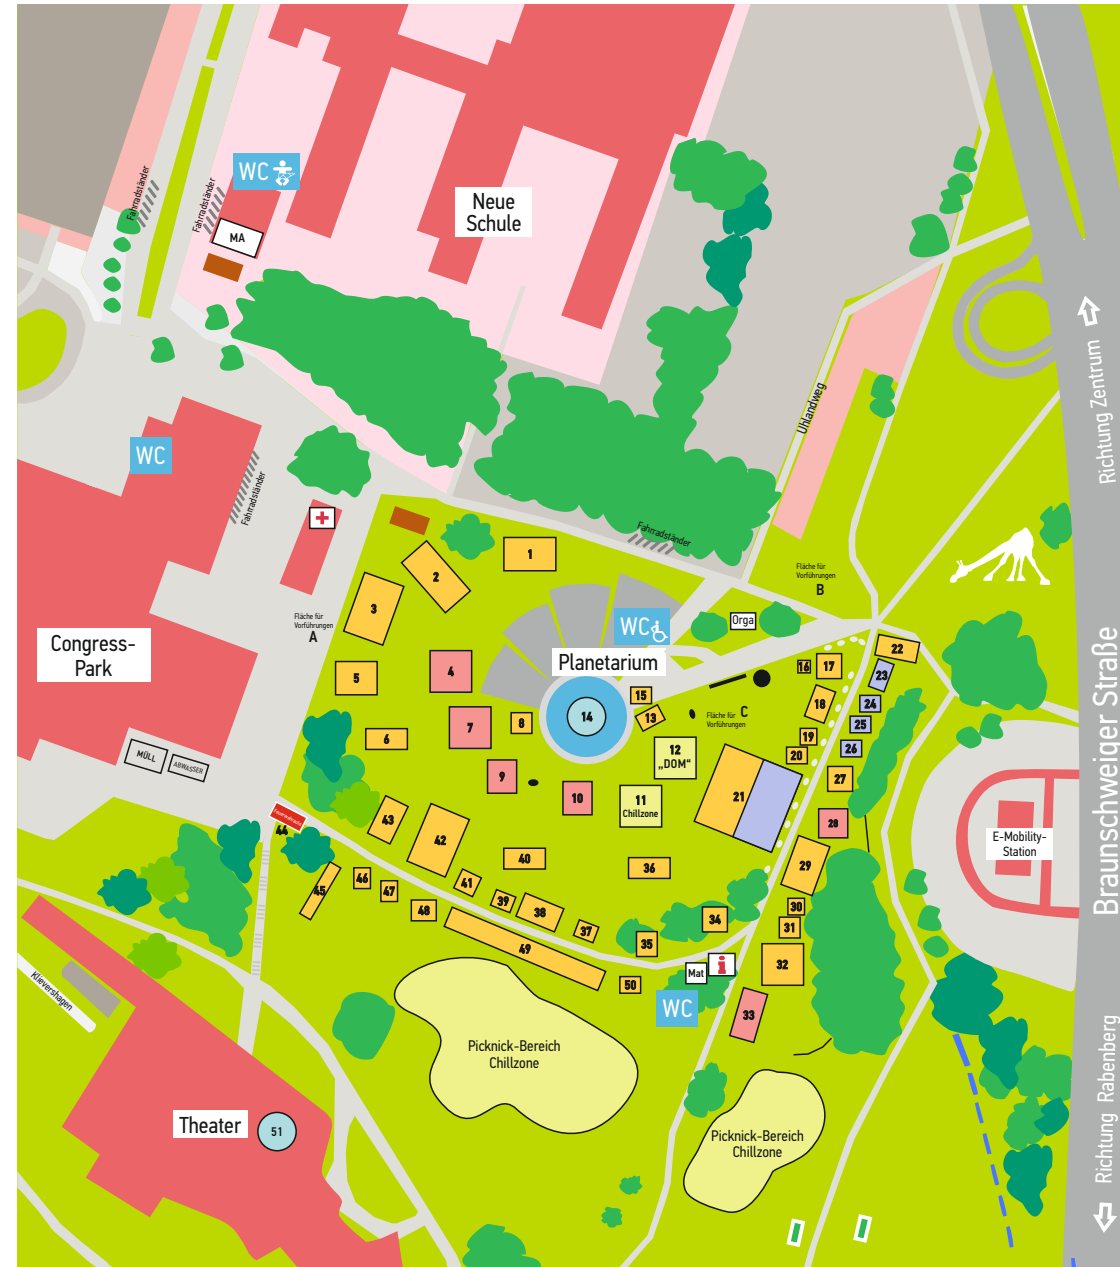 Fahrradständer
Fahrradständer
WC
MA
Neue
Schule
WC
Fahrradständer
Fahrradständer
Uhlandweg
Richtung Zentrum
Fläche für
Vorführungen
A
Fläche für
Vorführungen
B
Congress-
Park
MÜLL
ABWASSER
WC
Orga
Planetarium
Fläche für
Vorführungen
C
1
2
3
4
5
6
7
8
9
10
11
Chillzone
12
„DOM“
13
14
15
16
17
18
19
20
21
22
23
24
25
26
27
28
29
30
31
32
33
34
35
36
37
38
39
40
41
42
43
44
45
46
47
48
49
50
Mat
i
WC
E-Mobility-
Station
Braunschweiger Straße
Richtung Rabenberg
Klievershagen
Picknick-Bereich
Chillzone
Picknick-Bereich
Chillzone
Theater
51